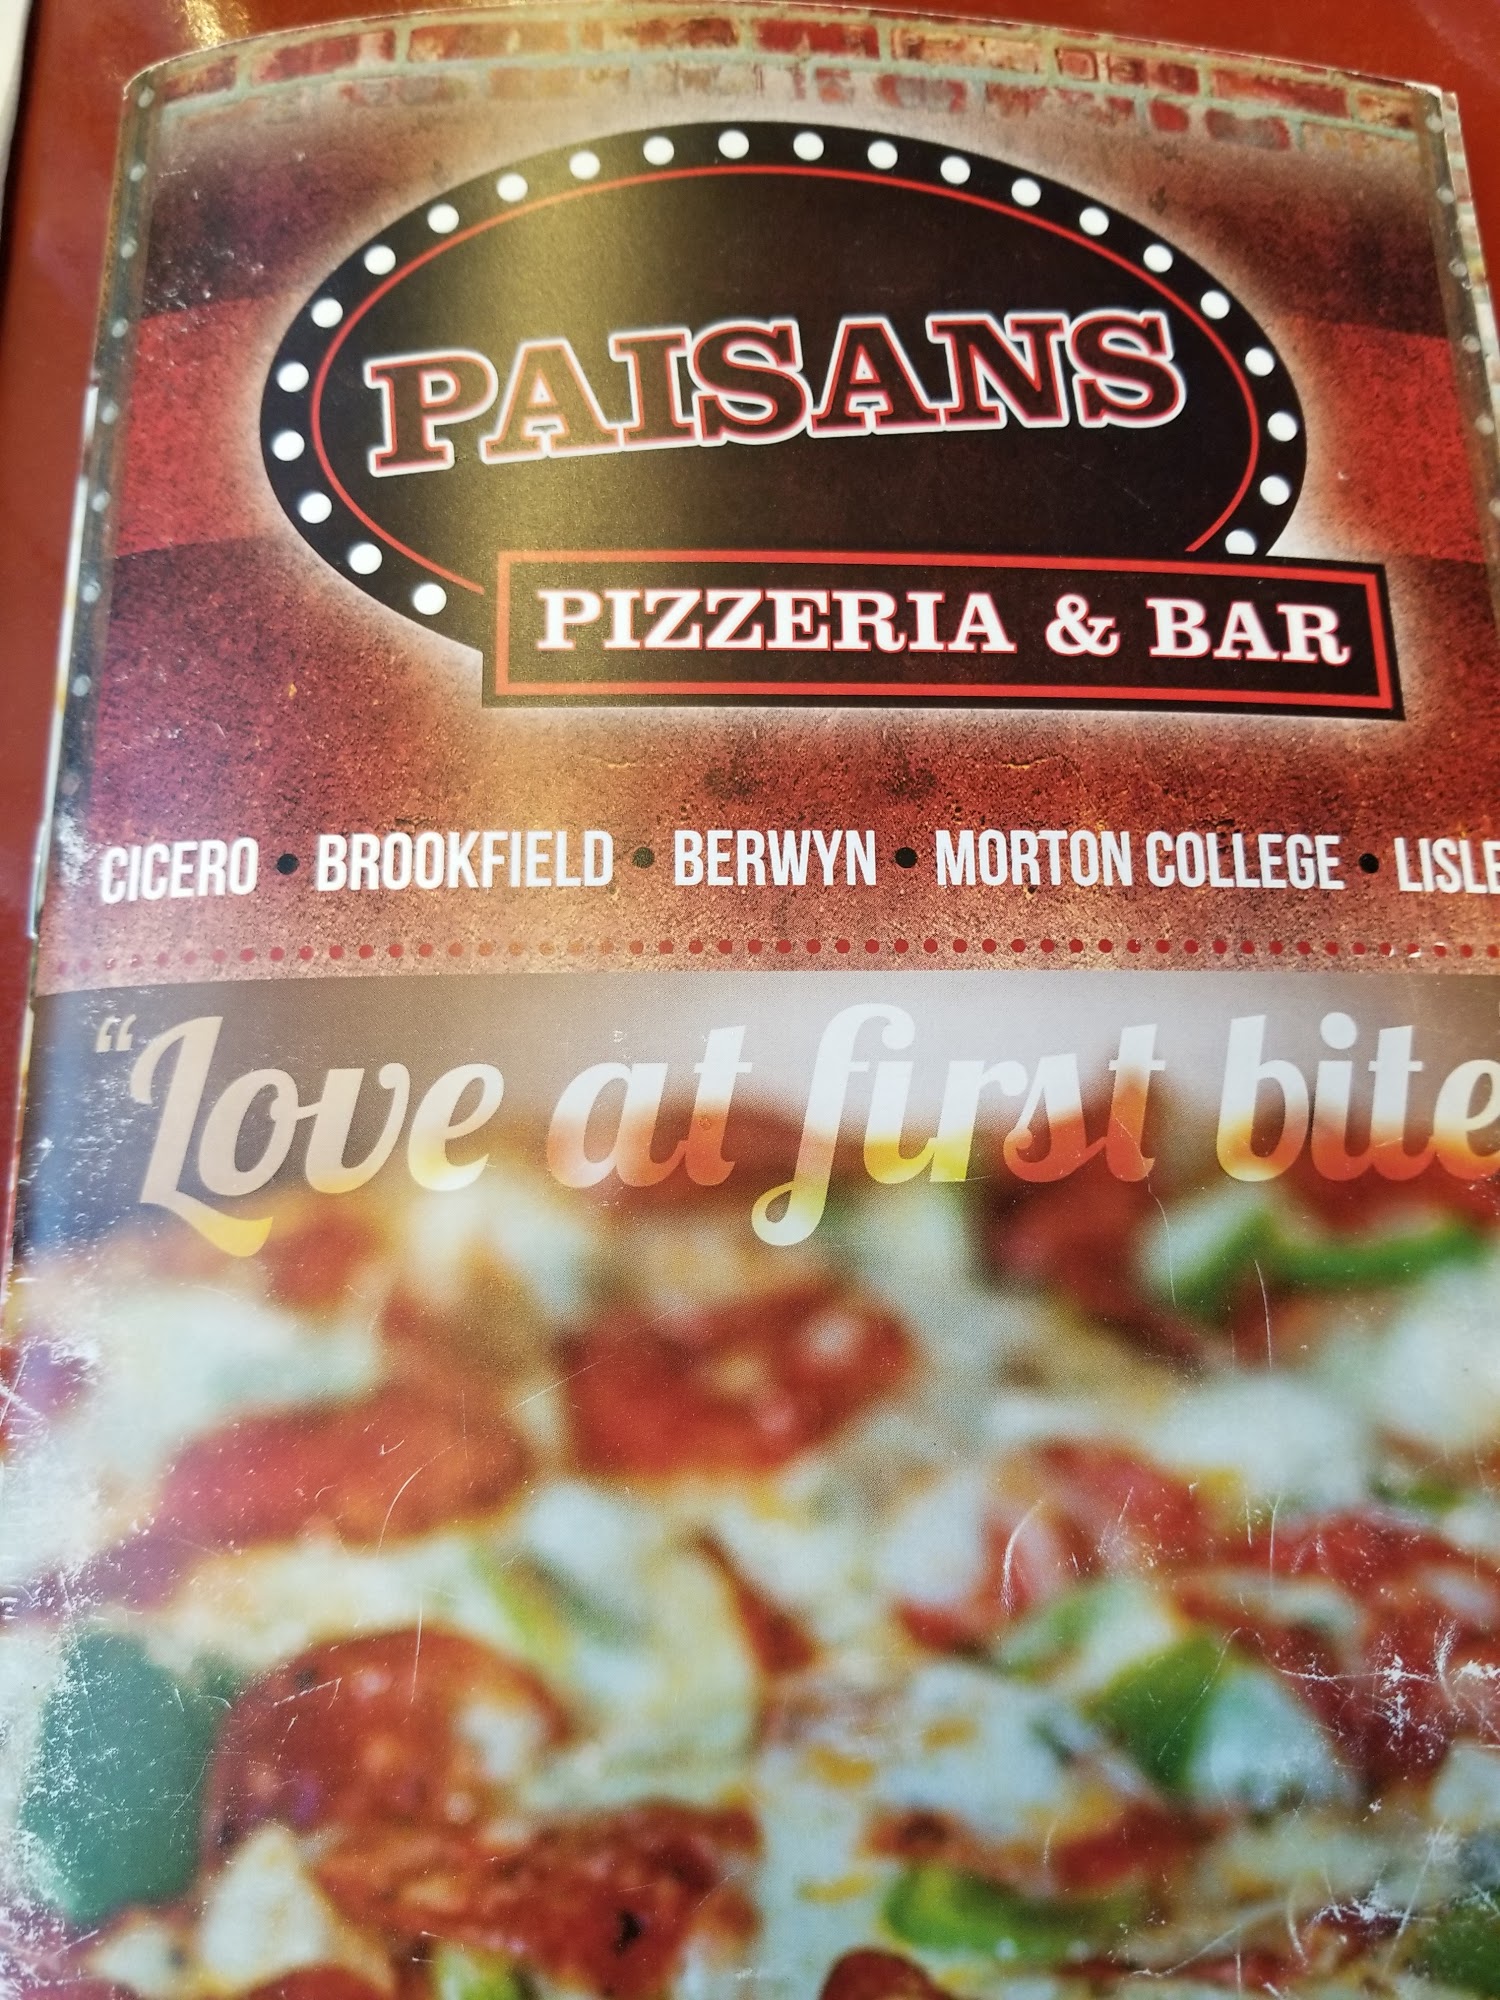 PAISANS
PIZZERIA & BAR
CICERO • BROOKFIELD • BERWYN • MORTON COLLEGE • LISLE
"Love at first bite